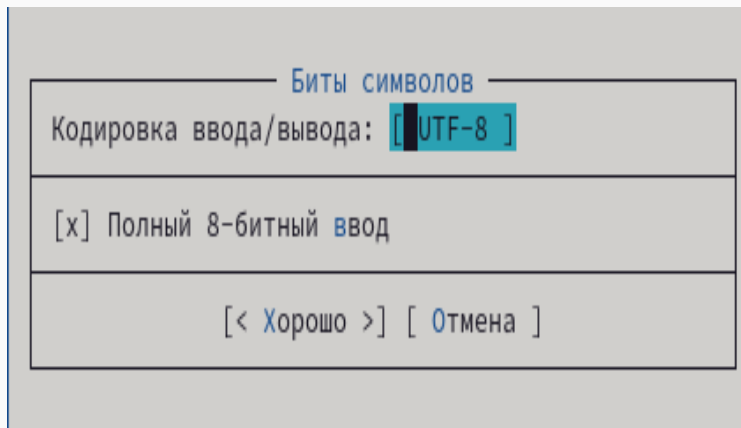 Биты символов
Кодировка ввода/вывода: [ UTF-8 ]
[x] Полный 8-битный ввод
[< Хорошо >] [ Отмена ]